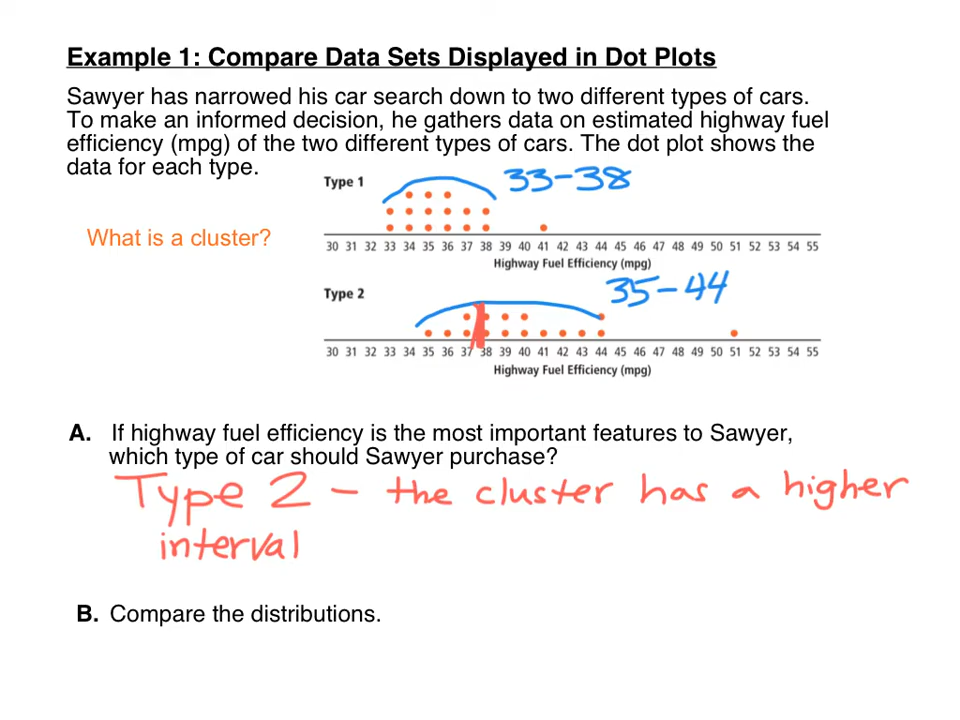 Example 1: Compare Data Sets Displayed in Dot Plots
Sawyer has narrowed his car search down to two different types of cars.
To make an informed decision, he gathers data on estimated highway fuel
efficiency (mpg) of the two different types of cars. The dot plot shows the
data for each type.
Type 1
33-38
What is a cluster?
30 31 32 33 34 35 36 37 38 39 40 41 42 43 44 45 46 47 48 49 50 51 52 53 54 55
Highway Fuel Efficiency (mpg)
Type 2
35-44
30 31 32 33 34 35 36 37 38 39 40 41 42 43 44 45 46 47 48 49 50 51 52 53 54 55
Highway Fuel Efficiency (mpg)
A. If highway fuel efficiency is the most important features to Sawyer,
which type of car should Sawyer purchase?
Type 2 - the cluster has a higher
interval
B. Compare the distributions.